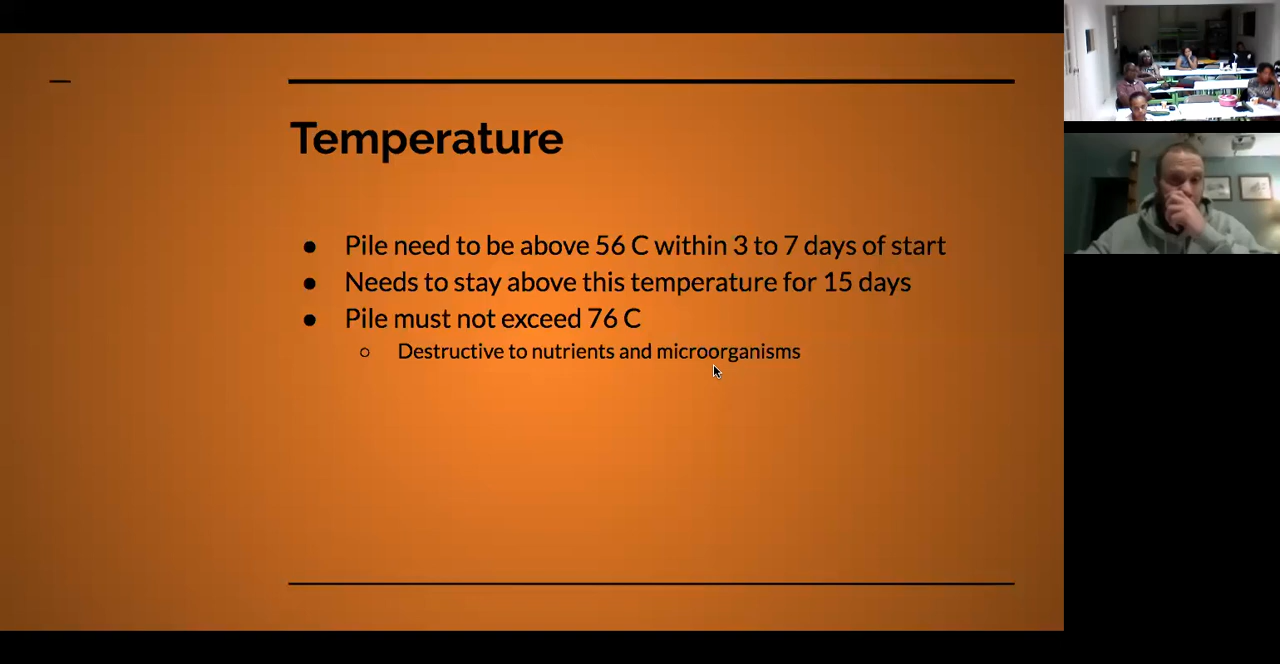 Temperature
● Pile need to be above 56 C within 3 to 7 days of start
● Needs to stay above this temperature for 15 days
● Pile must not exceed 76 C
○ Destructive to nutrients and microorganisms